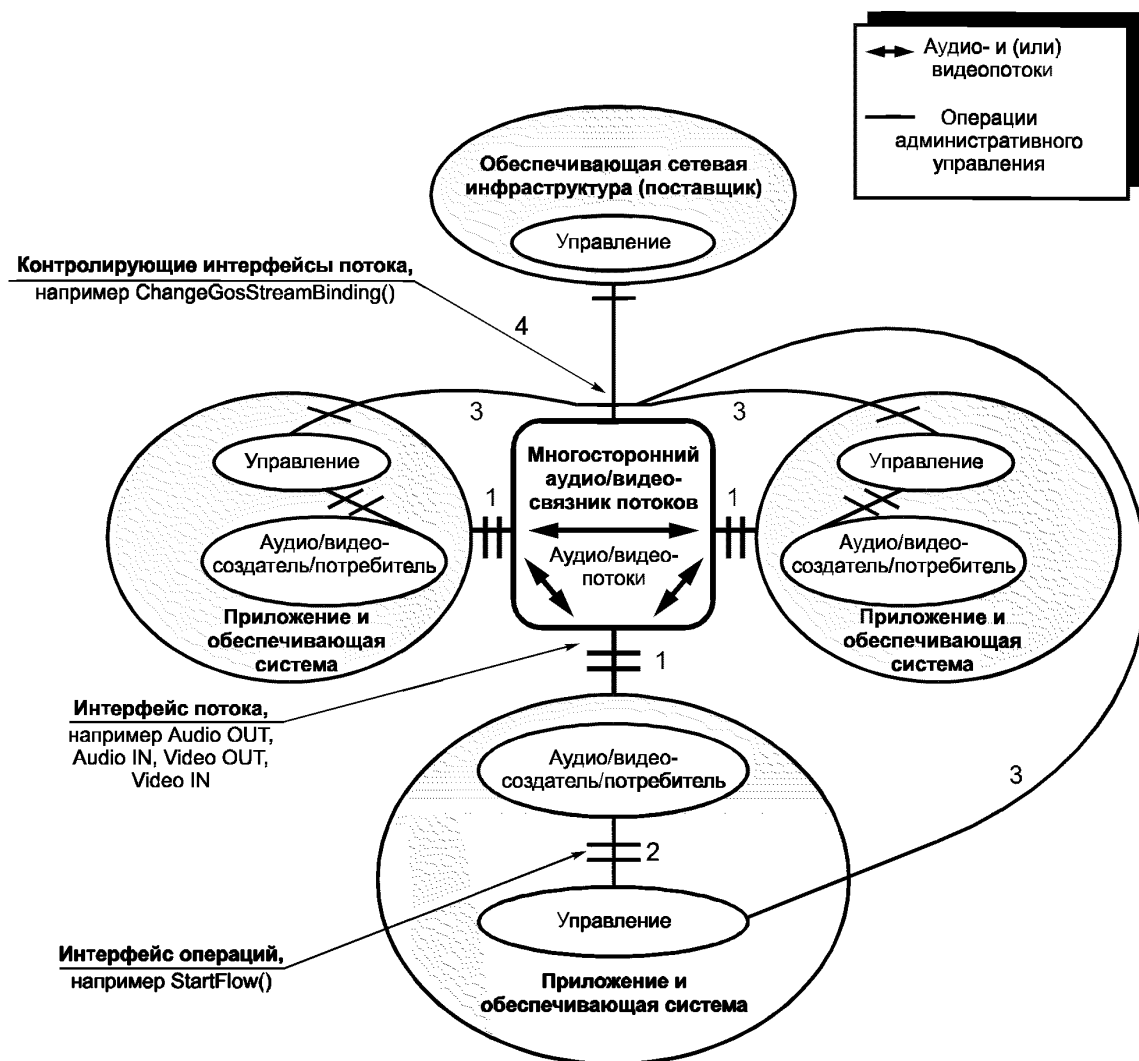 Аудио- и (или)
видеопотоки
Операции
административного
управления
Обеспечивающая сетевая
инфраструктура (поставщик)
Управление
Контролирующие интерфейсы потока,
например ChangeGosStreamBinding()
4
3
3
Управление
Многосторонний
аудио/видео-
связник потоков
Управление
1
1
Аудио/видео-
создатель/потребитель
Аудио/видео-
потоки
Аудио/видео-
создатель/потребитель
Приложение и
обеспечивающая
система
Приложение и
обеспечивающая
система
1
Интерфейс потока,
например Audio OUT,
Audio IN, Video OUT,
Video IN
Аудио/видео-
создатель/потребитель
3
2
Управление
Интерфейс операций,
например StartFlow()
Приложение и
обеспечивающая система